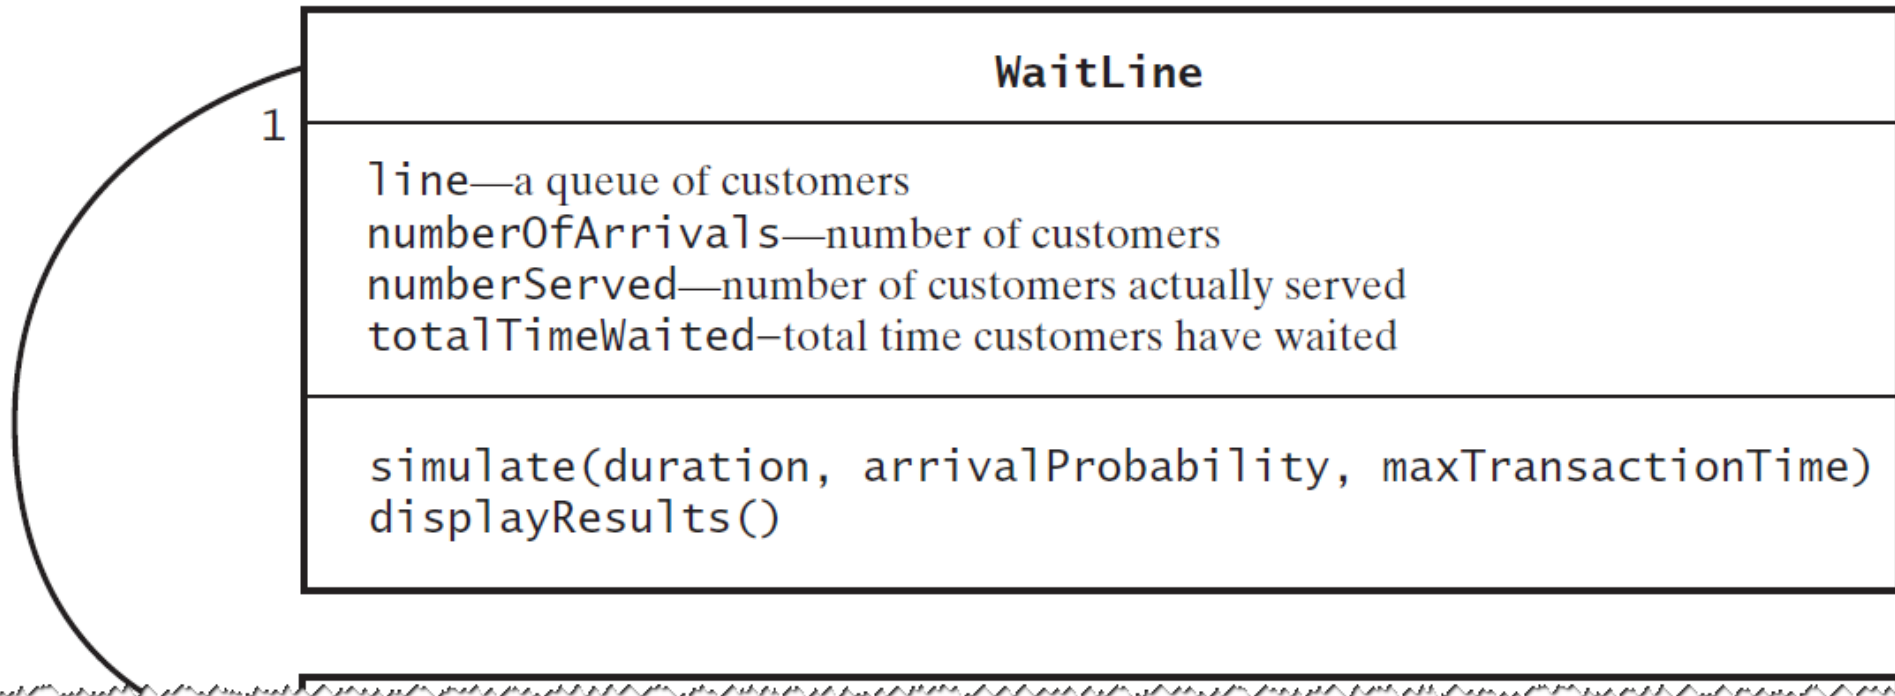 WaitLine
1
line—a queue of customers
numberOfArrivals—number of customers
numberServed—number of customers actually served
totalTimeWaited–total time customers have waited
simulate(duration, arrivalProbability, maxTransactionTime)
displayResults()